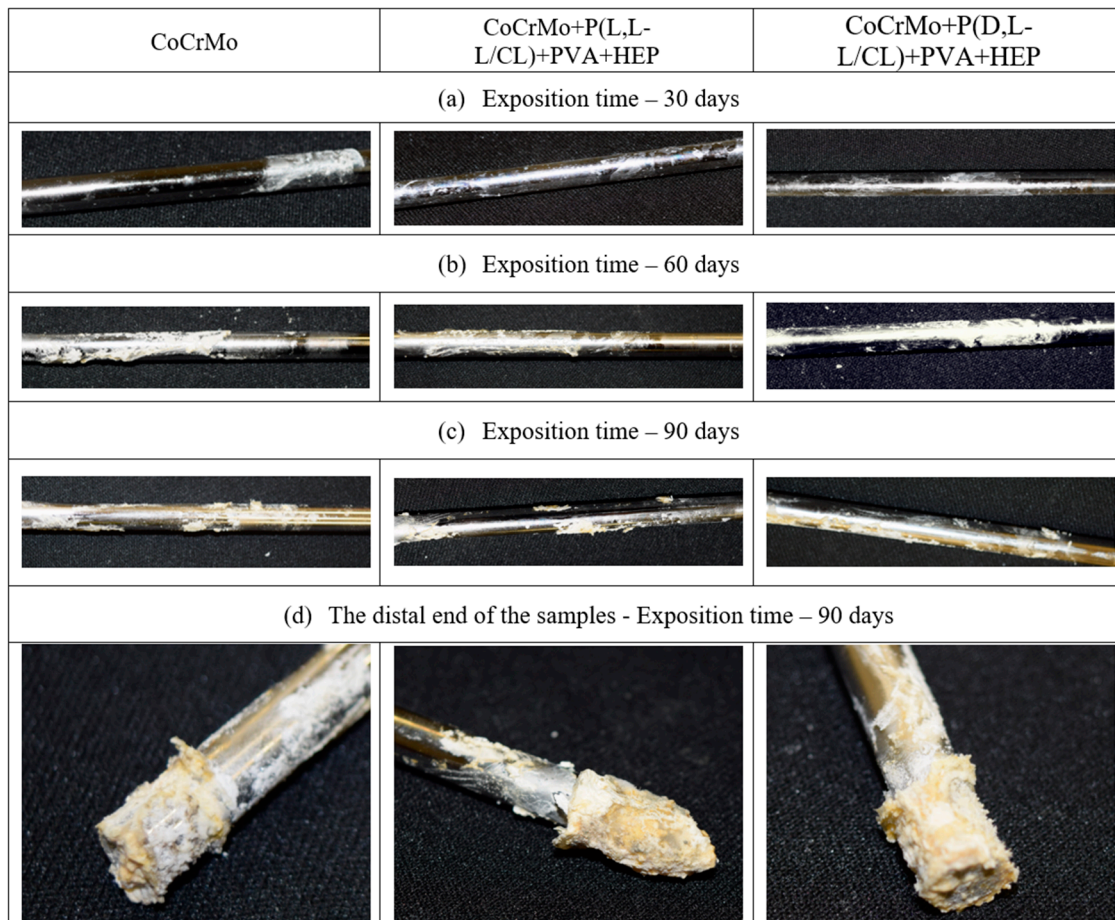 CoCrMo
CoCrMo+P(L,L-
L/CL)+PVA+HEP
CoCrMo+P(D,L-
L/CL)+PVA+HEP
(a) Exposition time – 30 days
(b) Exposition time – 60 days
(c) Exposition time – 90 days
(d) The distal end of the samples - Exposition time – 90 days